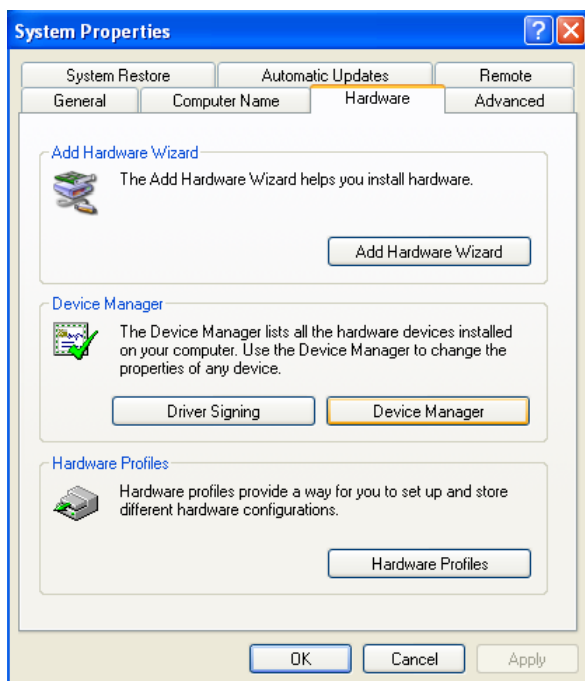 System Properties
System Restore
Automatic Updates
Remote
General
Computer Name
Hardware
Advanced
Add Hardware Wizard
The Add Hardware Wizard helps you install hardware.
Add Hardware Wizard
Device Manager
The Device Manager lists all the hardware devices installed
on your computer. Use the Device Manager to change the
properties of any device.
Driver Signing
Device Manager
Hardware Profiles
Hardware profiles provide a way for you to set up and store
different hardware configurations.
Hardware Profiles
OK
Cancel
Apply